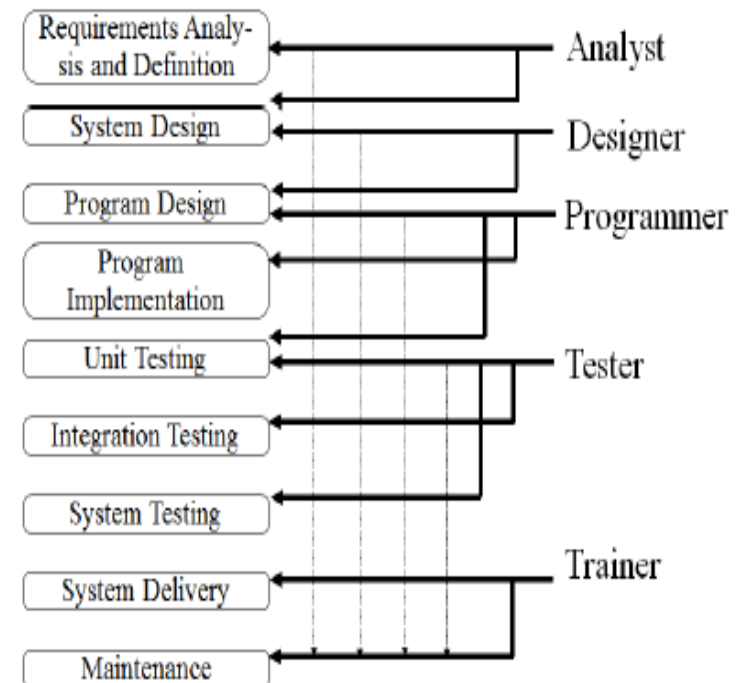 Requirements Analy-
sis and Definition
Analyst
System Design
Designer
Program Design
Programmer
Program
Implementation
Unit Testing
Tester
Integration Testing
System Testing
System Delivery
Trainer
Maintenance